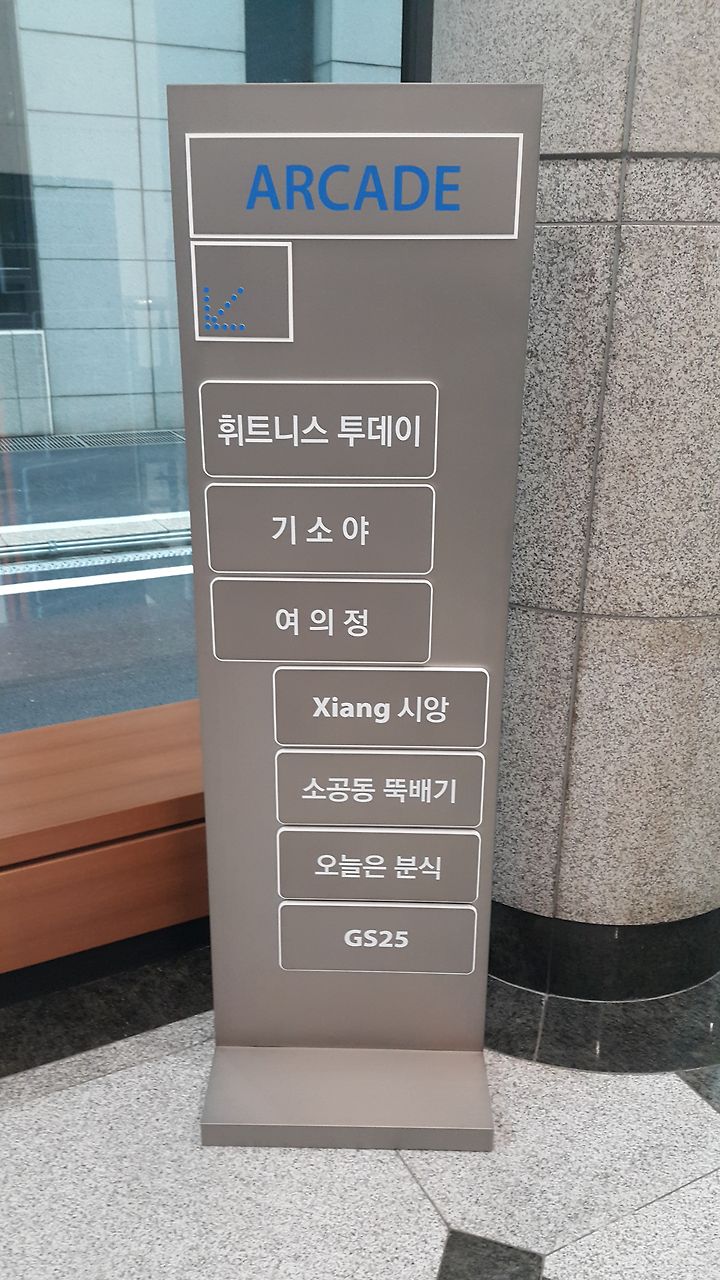 ARCADE
휘트니스 투데이
기소야
여의정
Xiang 시앙
소공동 뚝배기
오늘은 분식
GS25